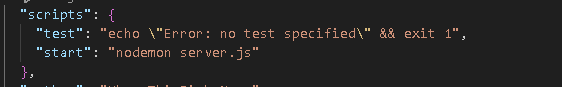 "scripts": {
"test": "echo \"Error: no test specified\" && exit 1",
"start": "nodemon server.js"
},